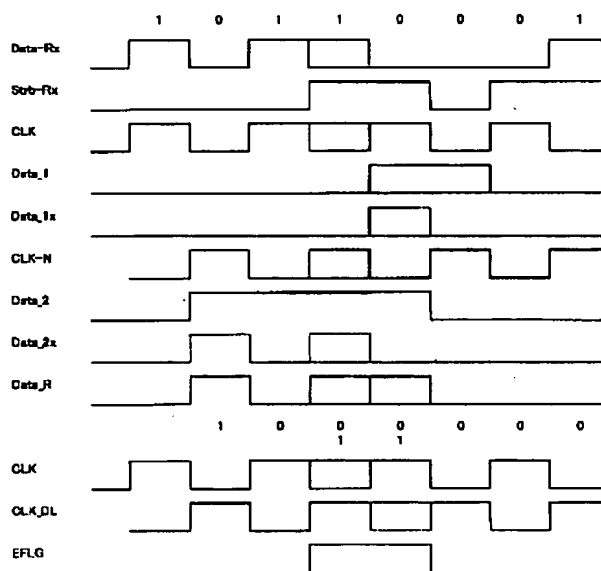 1 0 1 1 0 0 0 1
Data-Rx
Strb-Rx
CLK
Data_1
Data_1x
CLK-N
Data_2
Data_2x
Data_R
1 0 0 0 0 0 0
1 1
CLK
CLK_DL
EFLG